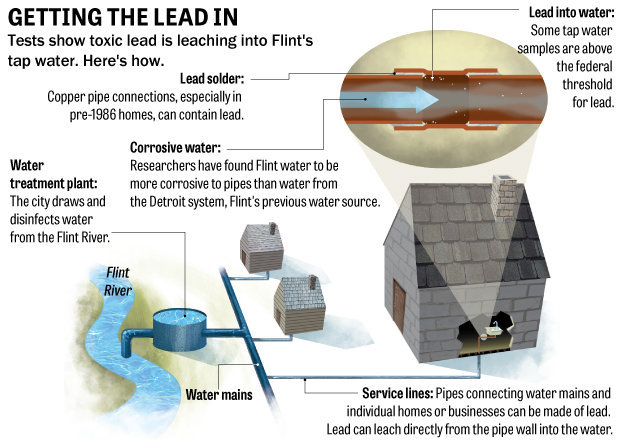 GETTING THE LEAD IN
Tests show toxic lead is leaching into Flint's
tap water. Here's how.
Lead solder:
Copper pipe connections, especially in
pre-1986 homes, can contain lead.
Lead into water:
Some tap water
samples are above
the federal
threshold
for lead.
Corrosive water:
Researchers have found Flint water to be
more corrosive to pipes than water from
the Detroit system, Flint's previous water source.
Water
treatment plant:
The city draws and
disinfects water
from the Flint River.
Flint
River
Water mains
Service lines: Pipes connecting water mains and
individual homes or businesses can be made of lead.
Lead can leach directly from the pipe wall into the water.